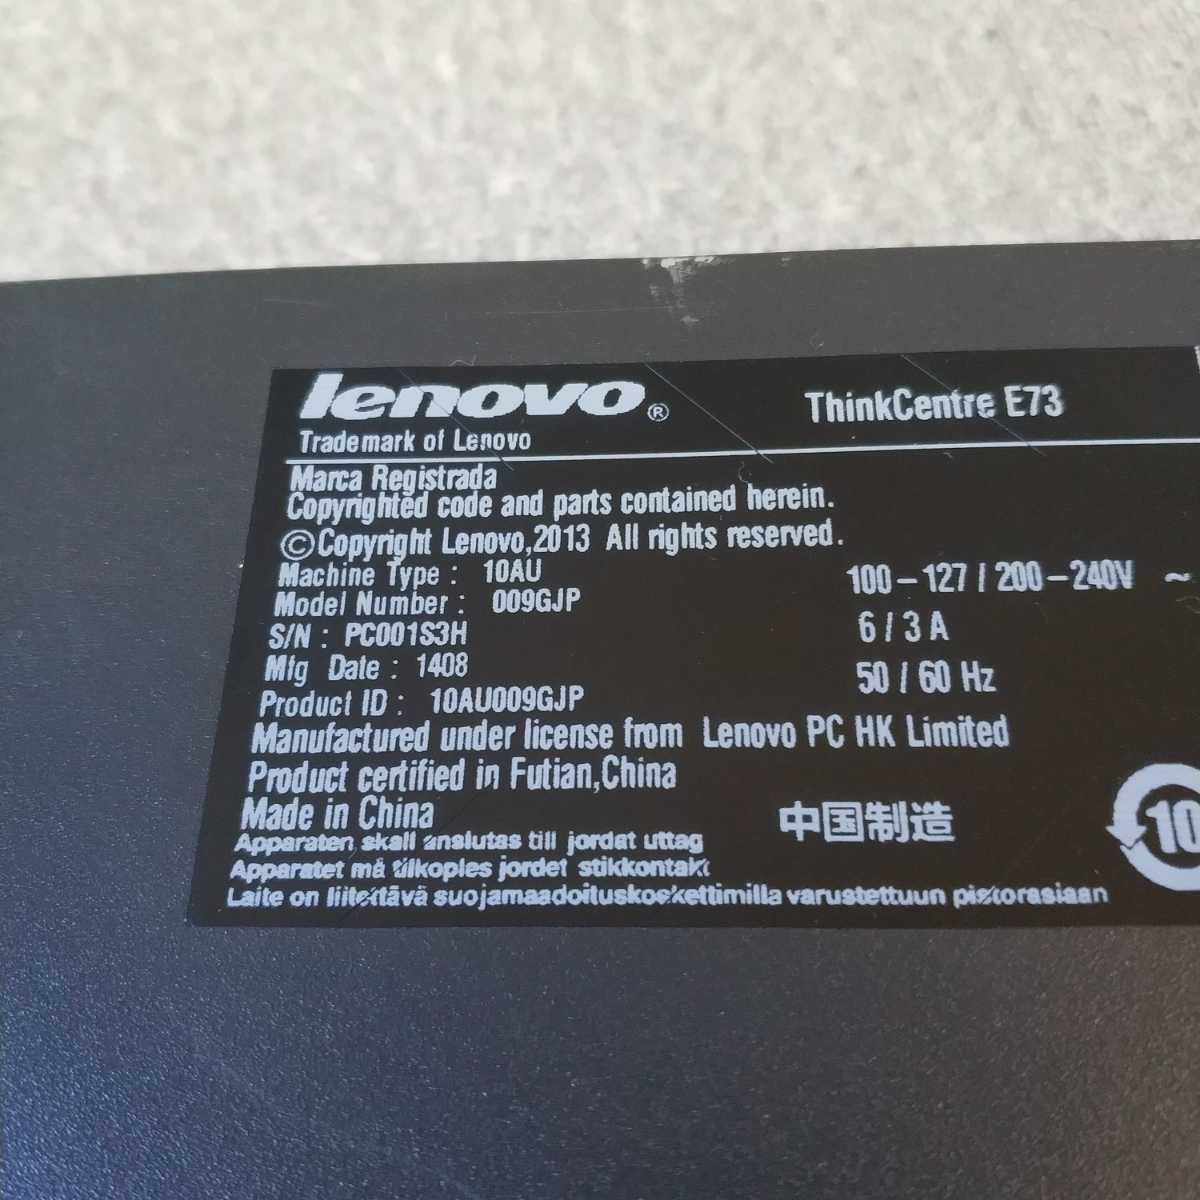 lenovo®
ThinkCentre E73
Trademark of Lenovo
Marca Registrada
Copyrighted code and parts contained herein.
©Copyright Lenovo,2013 All rights reserved.
Machine Type : 10AU
100-127 / 200-240V ~
Model Number : 009GJP
S/N : PC001S3H
6 / 3 A
Mfg Date : 1408
50 / 60 Hz
Product ID : 10AU009GJP
Manufactured under license from Lenovo PC HK Limited
Product certified in Futian,China
Made in China
中国制造
10
Apparaten skall anslutas till jordat uttag
Apparatet må tilkoples jordet stikkontakt
Laite on liitettävä suojamaadoituskoskettimilla varustettuun pistorasiaan